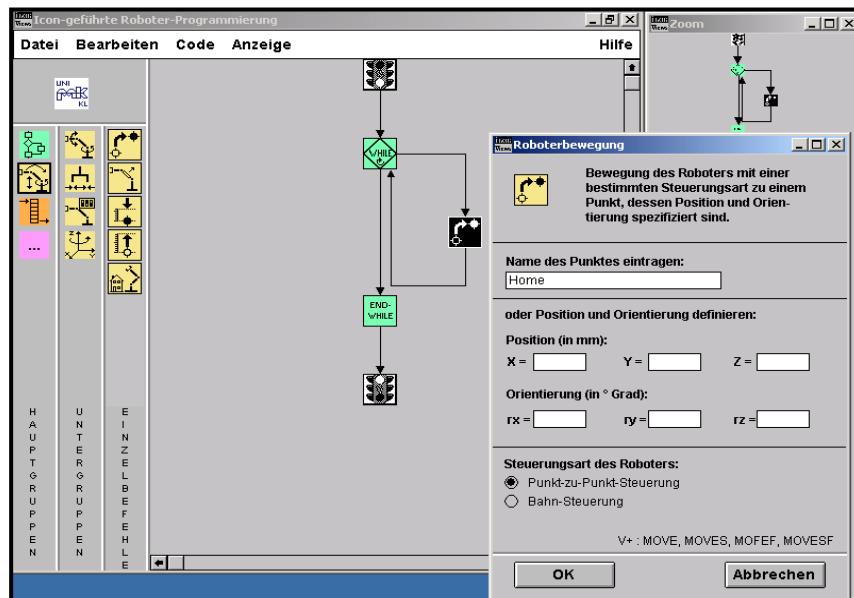 Icon-geführte Roboter-Programmierung
Datei Bearbeiten Code Anzeige Hilfe
UNI
KL
...
HAUPTGRUPPEN
UNTERGRUPPEN
EINZELBEFEHLE
WHILE
END-
WHILE
Zoom
Roboterbewegung
Bewegung des Roboters mit einer
bestimmten Steuerungsart zu einem
Punkt, dessen Position und Orien-
tierung spezifiziert sind.
Name des Punktes eintragen:
Home
oder Position und Orientierung definieren:
Position (in mm):
X = Y = Z =
Orientierung (in ° Grad):
rx = ry = rz =
Steuerungsart des Roboters:
Punkt-zu-Punkt-Steuerung
Bahn-Steuerung
V+ : MOVE, MOVES, MOFEF, MOVESF
OK Abbrechen